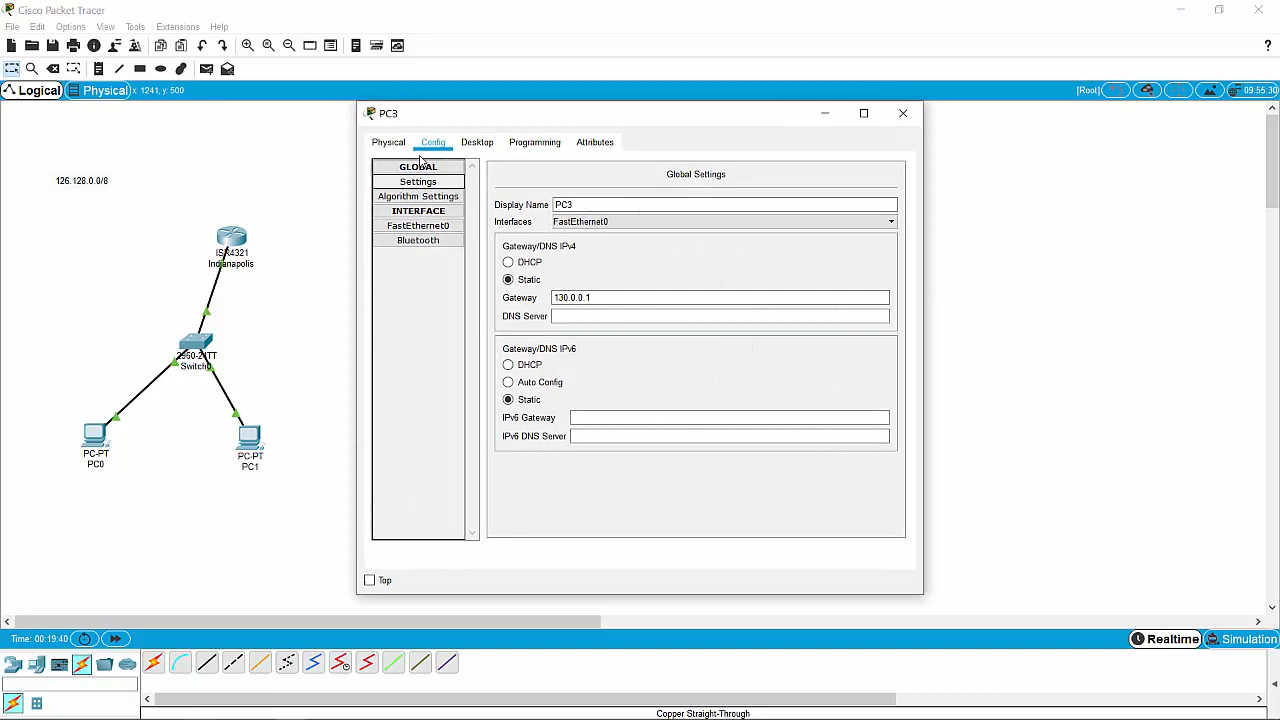 Cisco Packet Tracer
File Edit Options View Tools Extensions Help
?
Logical Physical x: 1241, y: 500 [Root] 09:55:30
PC3
Physical Config Desktop Programming Attributes
GLOBAL
Settings
Algorithm Settings
INTERFACE
FastEthernet0
Bluetooth
Global Settings
Display Name PC3
Interfaces FastEthernet0
Gateway/DNS IPv4
DHCP
Static
Gateway 130.0.0.1
DNS Server
Gateway/DNS IPv6
DHCP
Auto Config
Static
IPv6 Gateway
IPv6 DNS Server
Top
126.128.0.0/8
ISR4321
Indianapolis
2960-24TT
Switch0
PC-PT
PC0
PC-PT
PC1
Time: 00:19:40 Realtime Simulation
Copper Straight-Through